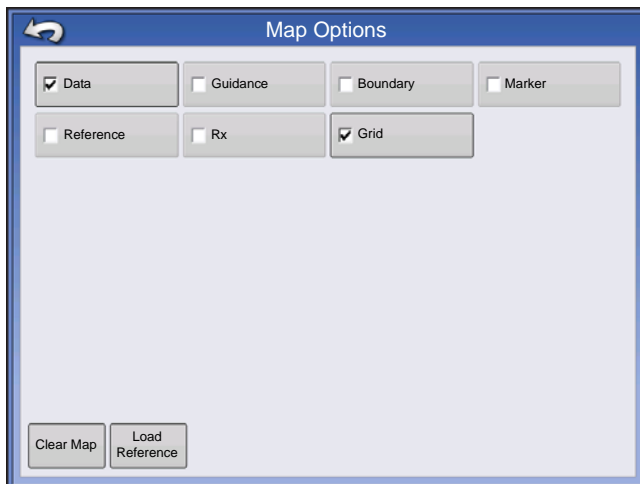 Map Options
Data
Guidance
Boundary
Marker
Reference
Rx
Grid
Clear Map
Load
Reference